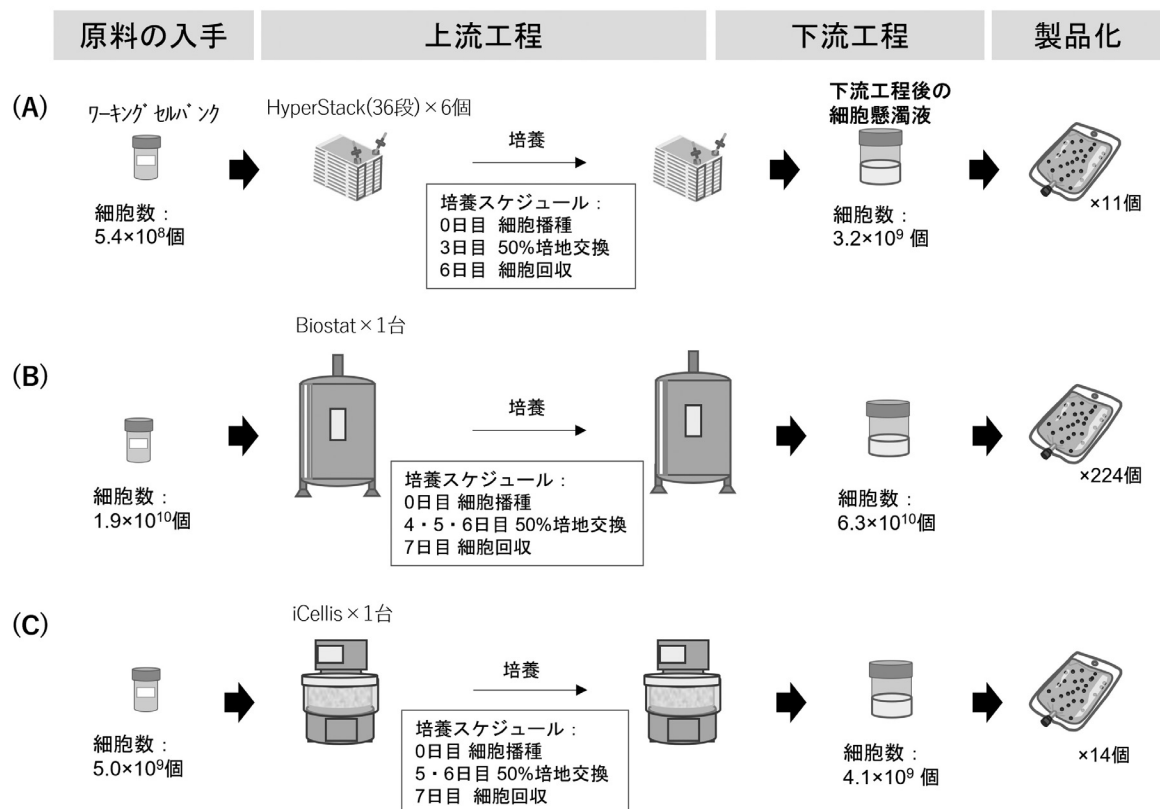 原料の入手
上流工程
下流工程
製品化
(A)
ﾜｰｷﾝｸﾞｾﾙﾊﾞﾝｸ
細胞数：
5.4×10⁸個
HyperStack(36段)×6個
培養
培養スケジュール：
0日目 細胞播種
3日目 50%培地交換
6日目 細胞回収
下流工程後の
細胞懸濁液
細胞数：
3.2×10⁹ 個
×11個
(B)
細胞数：
1.9×10¹⁰個
Biostat×1台
培養
培養スケジュール：
0日目 細胞播種
4・5・6日目 50%培地交換
7日目 細胞回収
細胞数：
6.3×10¹⁰個
×224個
(C)
細胞数：
5.0×10⁹個
iCellis×1台
培養
培養スケジュール：
0日目 細胞播種
5・6日目 50%培地交換
7日目 細胞回収
細胞数：
4.1×10⁹ 個
×14個